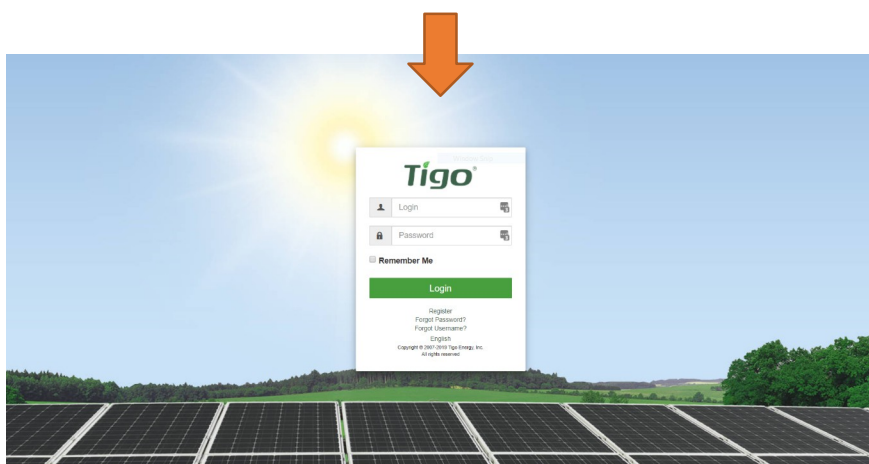 Tigo®
Login
Password
Remember Me
Login
Register
Forgot Password?
Forgot Username?
English
Copyright © 2007-2018 Tigo Energy, Inc.
All rights reserved